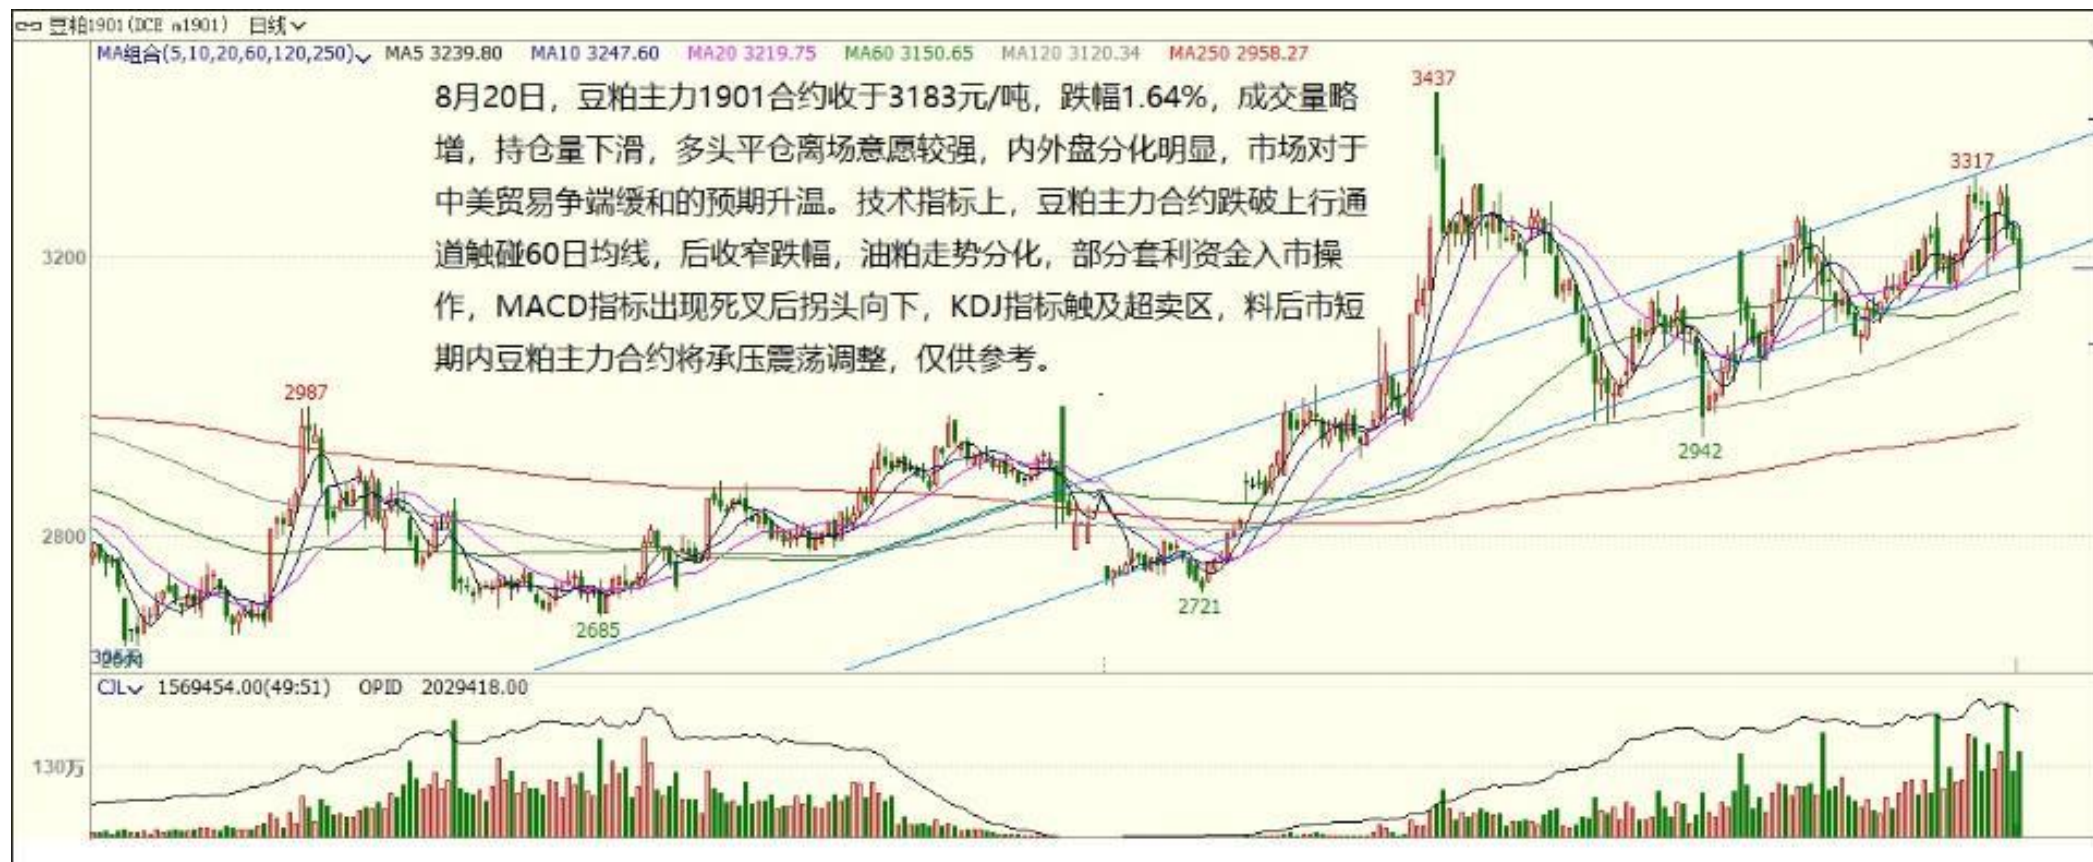 豆粕1901(DCE m1901) 日线
MA组合(5,10,20,60,120,250) MA5 3239.80 MA10 3247.60 MA20 3219.75 MA60 3150.65 MA120 3120.34 MA250 2958.27
3437
8月20日，豆粕主力1901合约收于3183元/吨，跌幅1.64%，成交量略
增，持仓量下滑，多头平仓离场意愿较强，内外盘分化明显，市场对于
3317
中美贸易争端缓和的预期升温。技术指标上，豆粕主力合约跌破上行通
道触碰60日均线，后收窄跌幅，油粕走势分化，部分套利资金入市操
3200
作，MACD指标出现死叉后拐头向下，KDJ指标触及超卖区，料后市短
期内豆粕主力合约将承压震荡调整，仅供参考。
2987
2942
2800
2721
2685
CJL 1569454.00(49:51) OPID 2029418.00
130万